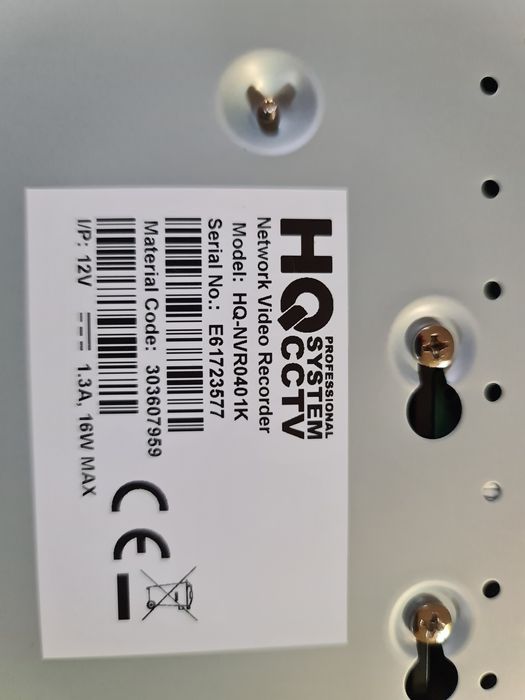 HQ PROFESSIONAL
SYSTEM
CCTV
Network Video Recorder
Model: HQ-NVR0401K
Serial No.: E61723577
Material Code: 303607959
I/P: 12V ⎓ 1.3A, 16W MAX
CE